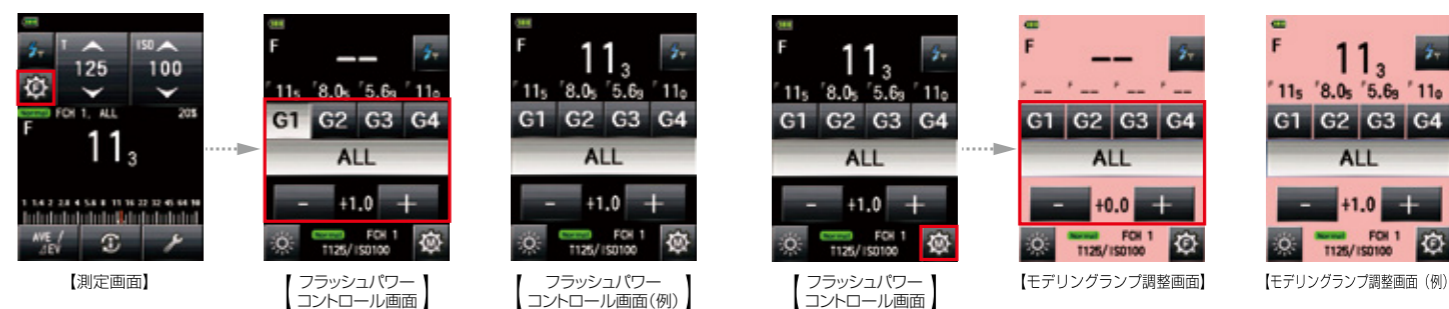 T
125
ISO
100
Normal FCH 1, ALL 20%
F
11 3
1 1.4 2 2.8 4 5.6 8 11 16 22 32 45 64 90
AVE / ⊿EV
【測定画面】
F
--
F 11 5 F 8.0 5 F 5.6 9 F 11 0
G1 G2 G3 G4
ALL
- +1.0 +
Normal FCH 1
T125/ISO100
M
【フラッシュパワー
コントロール画面】
F
11 3
F 11 5 F 8.0 5 F 5.6 9 F 11 0
G1 G2 G3 G4
ALL
- +1.0 +
Normal FCH 1
T125/ISO100
M
【フラッシュパワー
コントロール画面(例)】
F
11 3
F 11 5 F 8.0 5 F 5.6 9 F 11 0
G1 G2 G3 G4
ALL
- +1.0 +
Normal FCH 1
T125/ISO100
M
【フラッシュパワー
コントロール画面】
F
--
F -- F -- F -- F --
G1 G2 G3 G4
ALL
- +0.0 +
Normal FCH 1
T125/ISO100
F
【モデリングランプ調整画面】
F
11 3
F 11 5 F 8.0 5 F 5.6 9 F 11 0
G1 G2 G3 G4
ALL
- +1.0 +
Normal FCH 1
T125/ISO100
F
【モデリングランプ調整画面 (例)